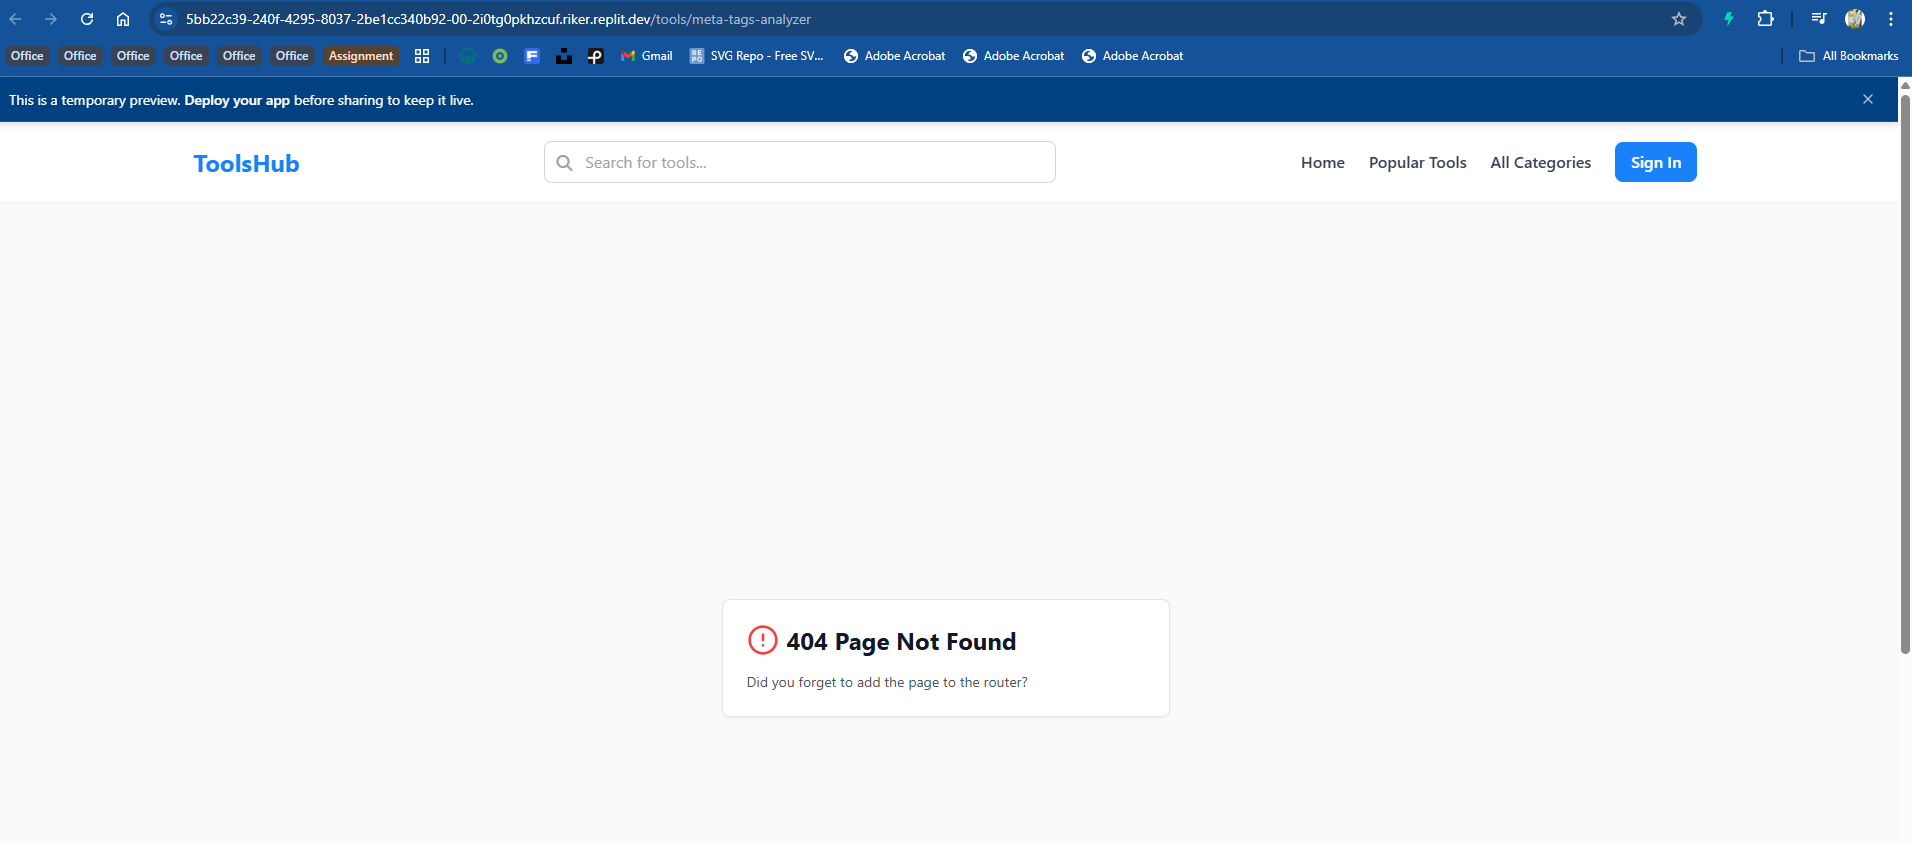 5bb22c39-240f-4295-8037-2be1cc340b92-00-2i0tg0pkhzcuf.riker.replit.dev/tools/meta-tags-analyzer
Office Office Office Office Office Office Assignment Gmail SVG Repo - Free SV... Adobe Acrobat Adobe Acrobat Adobe Acrobat All Bookmarks
This is a temporary preview. Deploy your app before sharing to keep it live.
ToolsHub Search for tools... Home Popular Tools All Categories Sign In
404 Page Not Found
Did you forget to add the page to the router?